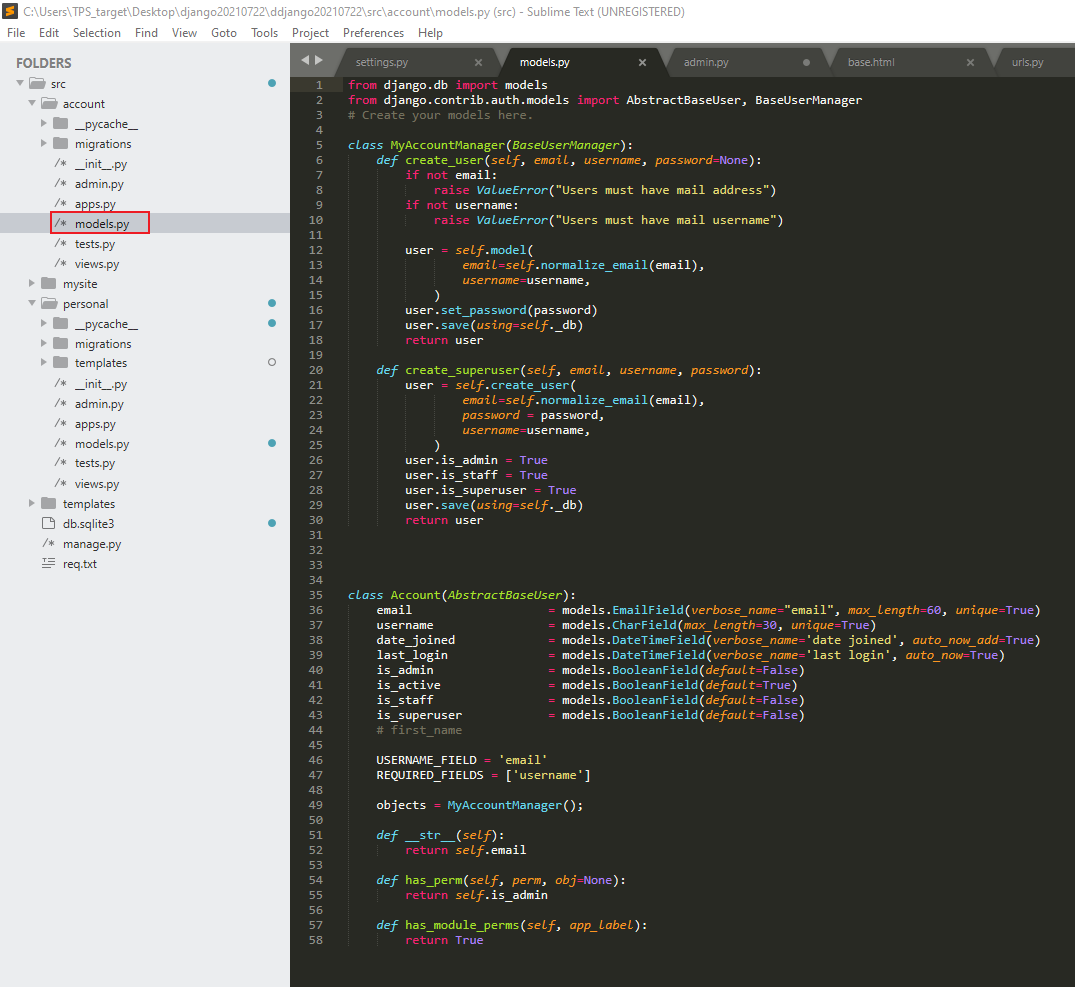 C:\Users\TPS_target\Desktop\django20210722\ddjango20210722\src\account\models.py (src) - Sublime Text (UNREGISTERED)
File Edit Selection Find View Goto Tools Project Preferences Help
FOLDERS
src
account
__pycache__
migrations
/* __init__.py
/* admin.py
/* apps.py
/* models.py
/* tests.py
/* views.py
mysite
personal
__pycache__
migrations
templates
/* __init__.py
/* admin.py
/* apps.py
/* models.py
/* tests.py
/* views.py
templates
db.sqlite3
/* manage.py
req.txt
settings.py models.py admin.py base.html urls.py
1 from django.db import models
2 from django.contrib.auth.models import AbstractBaseUser, BaseUserManager
3 # Create your models here.
4
5 class MyAccountManager(BaseUserManager):
6     def create_user(self, email, username, password=None):
7         if not email:
8             raise ValueError("Users must have mail address")
9         if not username:
10             raise ValueError("Users must have mail username")
11
12         user = self.model(
13                 email=self.normalize_email(email),
14                 username=username,
15             )
16         user.set_password(password)
17         user.save(using=self._db)
18         return user
19
20     def create_superuser(self, email, username, password):
21         user = self.create_user(
22                 email=self.normalize_email(email),
23                 password = password,
24                 username=username,
25             )
26         user.is_admin = True
27         user.is_staff = True
28         user.is_superuser = True
29         user.save(using=self._db)
30         return user
31
32
33
34
35 class Account(AbstractBaseUser):
36     email                   = models.EmailField(verbose_name="email", max_length=60, unique=True)
37     username                = models.CharField(max_length=30, unique=True)
38     date_joined             = models.DateTimeField(verbose_name='date joined', auto_now_add=True)
39     last_login              = models.DateTimeField(verbose_name='last login', auto_now=True)
40     is_admin                = models.BooleanField(default=False)
41     is_active               = models.BooleanField(default=True)
42     is_staff                = models.BooleanField(default=False)
43     is_superuser            = models.BooleanField(default=False)
44     # first_name
45
46     USERNAME_FIELD = 'email'
47     REQUIRED_FIELDS = ['username']
48
49     objects = MyAccountManager();
50
51     def __str__(self):
52         return self.email
53
54     def has_perm(self, perm, obj=None):
55         return self.is_admin
56
57     def has_module_perms(self, app_label):
58         return True